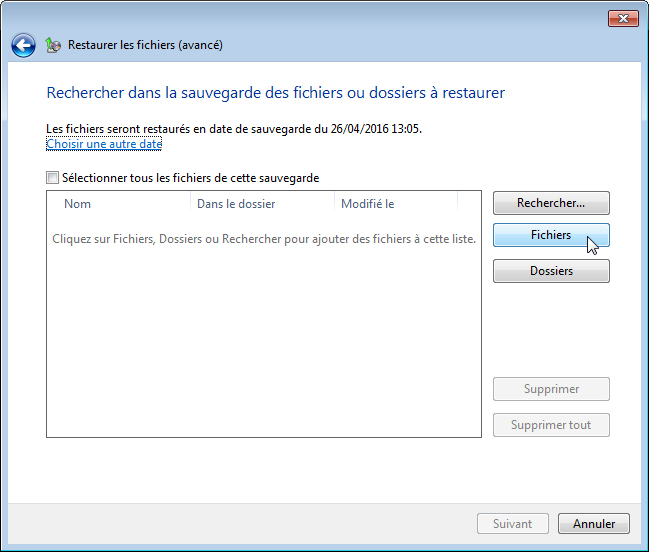 Restaurer les fichiers (avancé)
Rechercher dans la sauvegarde des fichiers ou dossiers à restaurer
Les fichiers seront restaurés en date de sauvegarde du 26/04/2016 13:05.
Choisir une autre date
Sélectionner tous les fichiers de cette sauvegarde
Nom Dans le dossier Modifié le
Cliquez sur Fichiers, Dossiers ou Rechercher pour ajouter des fichiers à cette liste.
Rechercher...
Fichiers
Dossiers
Supprimer
Supprimer tout
Suivant Annuler